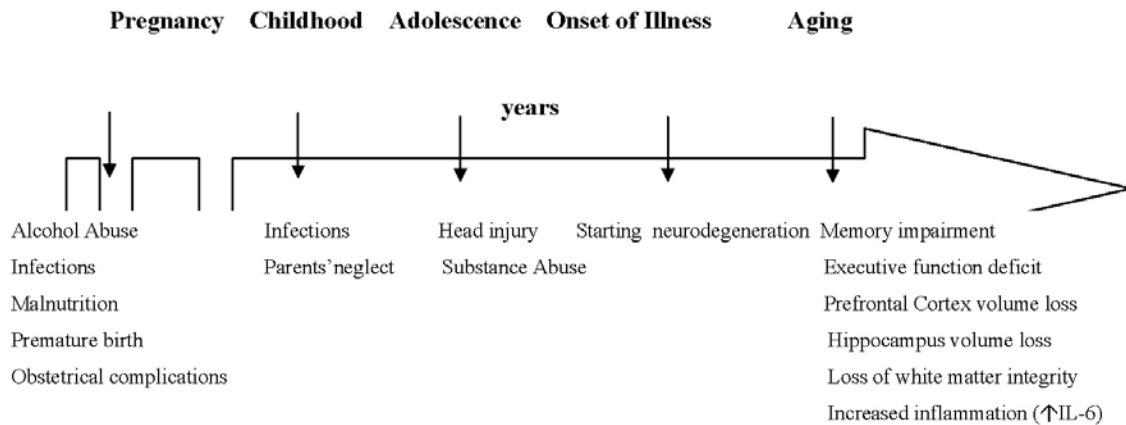 Pregnancy Childhood Adolescence Onset of Illness Aging
years
Alcohol Abuse Infections Head injury Starting neurodegeneration Memory impairment
Infections Parents’neglect Substance Abuse Executive function deficit
Malnutrition Prefrontal Cortex volume loss
Premature birth Hippocampus volume loss
Obstetrical complications Loss of white matter integrity
Increased inflammation (↑IL-6)